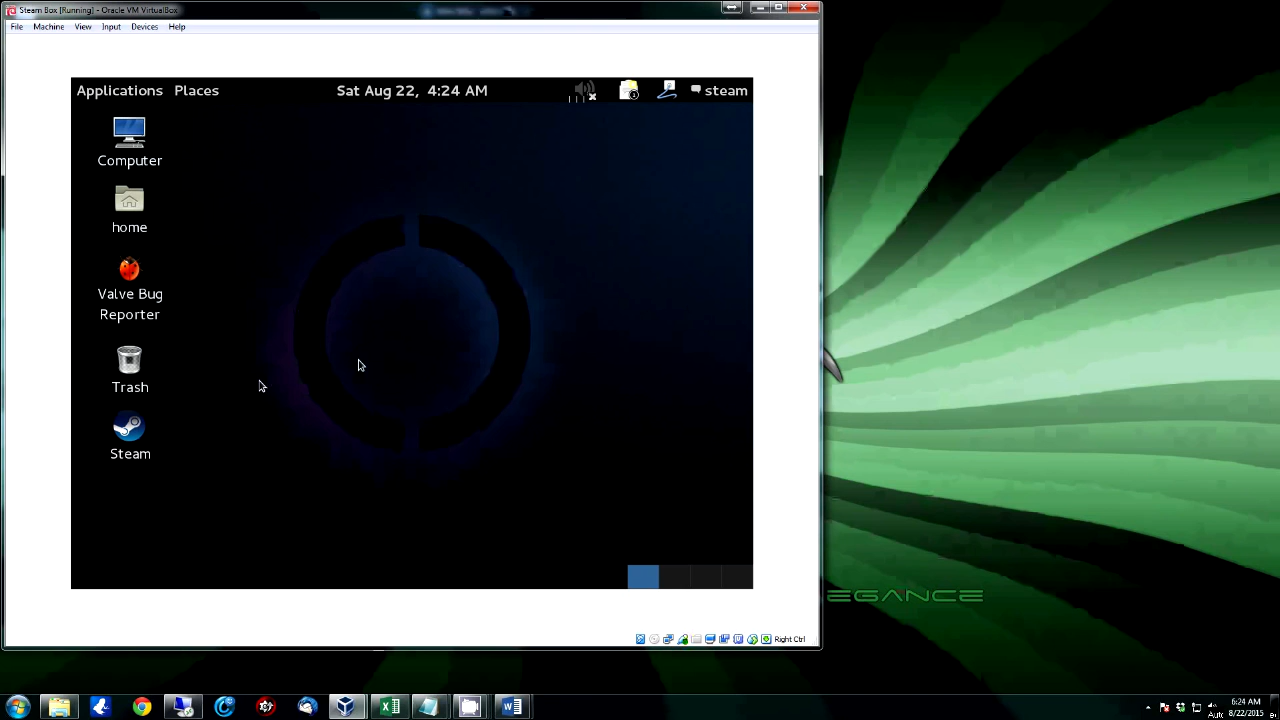 Steam Box [Running] - Oracle VM VirtualBox
File Machine View Input Devices Help
Applications Places Sat Aug 22, 4:24 AM steam
Computer
home
Valve Bug
Reporter
Trash
Steam
EGANCE
Right Ctrl
6:24 AM
8/22/2015